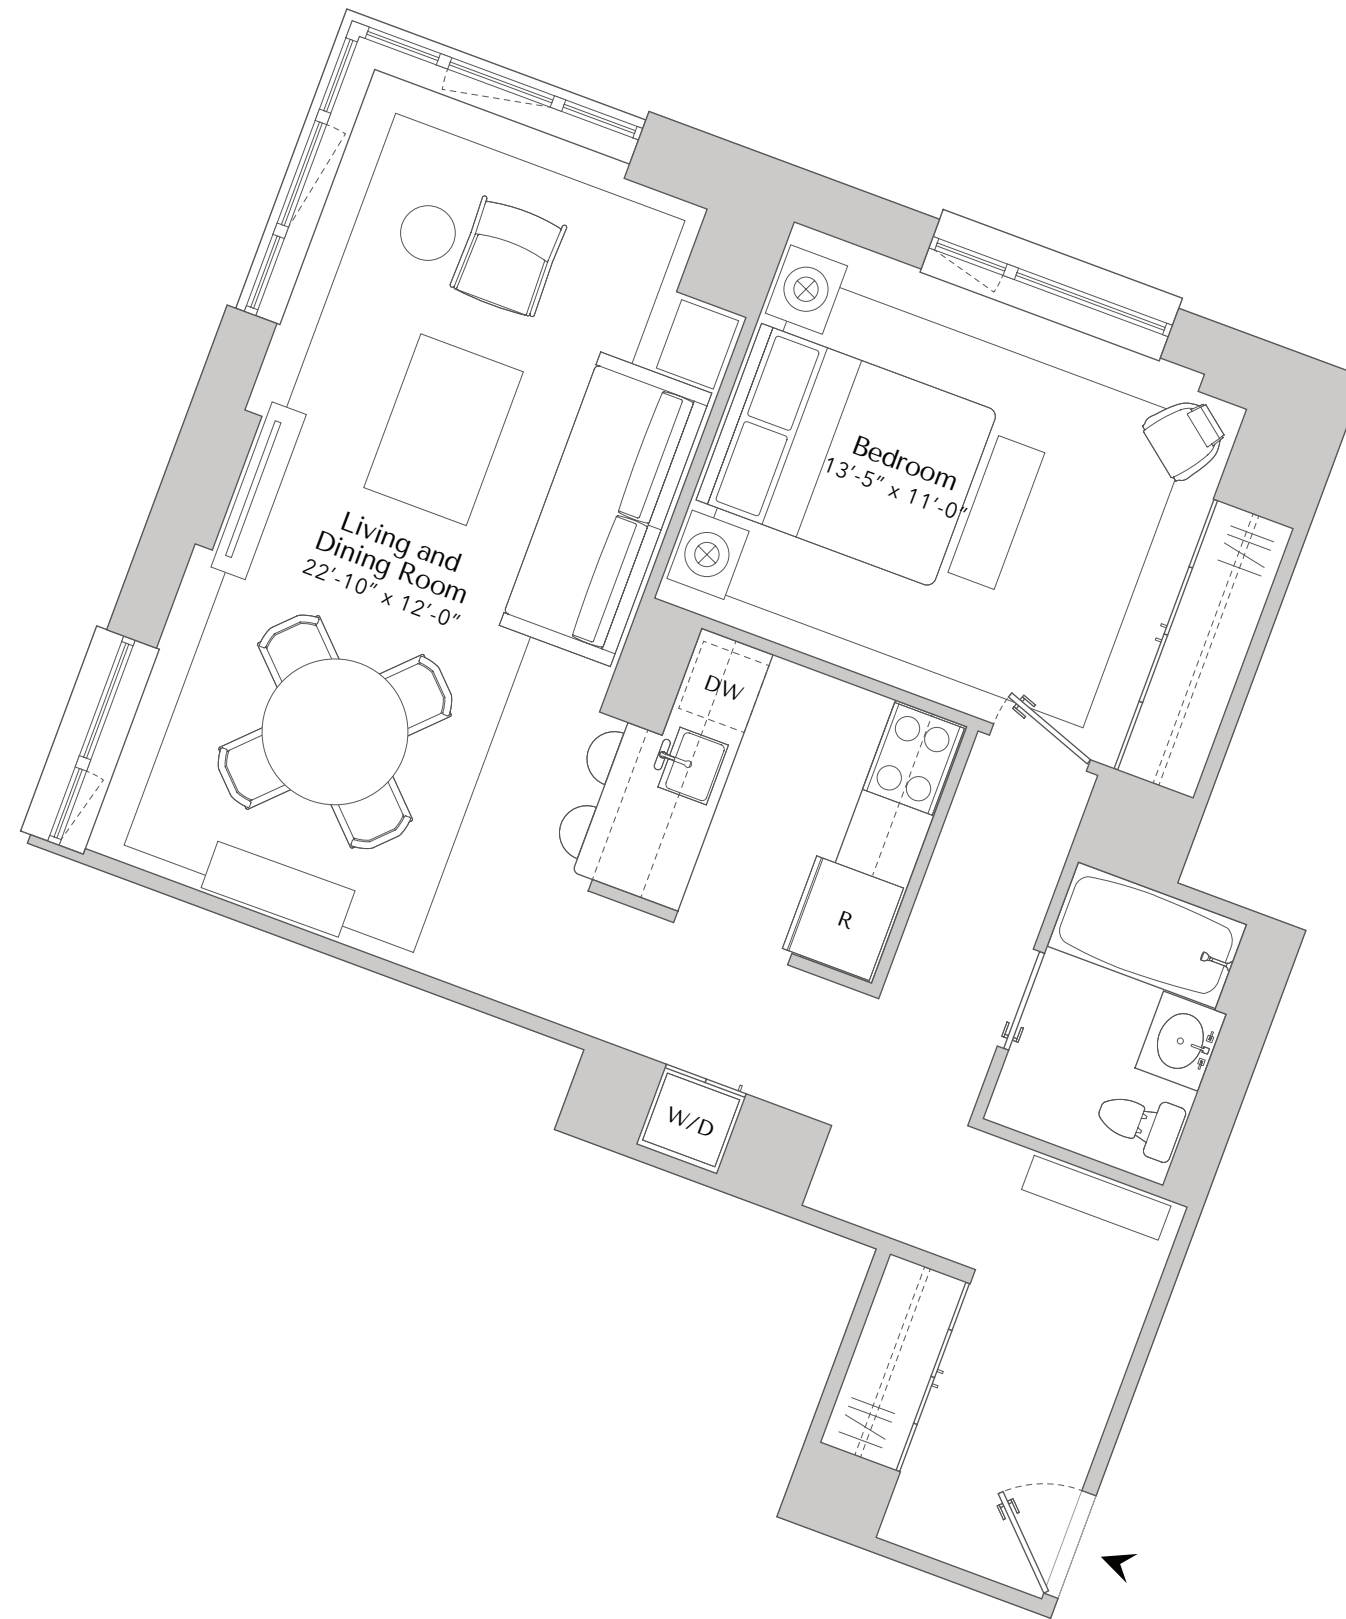 Bedroom
13′-5″ x 11′-0″
Living and
Dining Room
22′-10″ x 12′-0″
DW
R
W/D